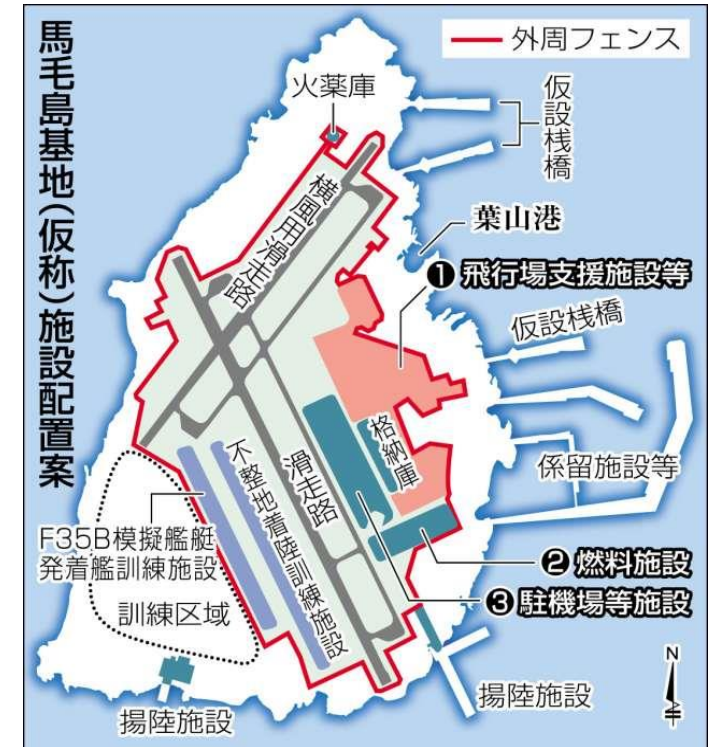 馬毛島基地(仮称)施設配置案
外周フェンス
火薬庫
仮設桟橋
横風用滑走路
葉山港
❶飛行場支援施設等
仮設桟橋
格納庫
係留施設等
滑走路
不整地着陸訓練施設
F35B模擬艦艇
発着艦訓練施設
訓練区域
❷燃料施設
❸駐機場等施設
揚陸施設
揚陸施設
N